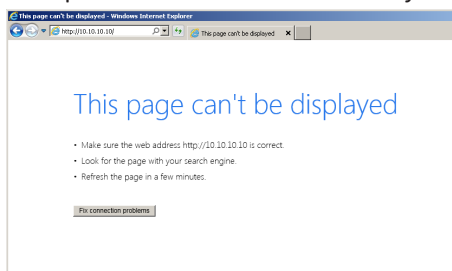 This page can't be displayed - Windows Internet Explorer
http://10.10.10.10/
This page can't be displayed
This page can't be displayed
• Make sure the web address http://10.10.10.10 is correct.
• Look for the page with your search engine.
• Refresh the page in a few minutes.
Fix connection problems